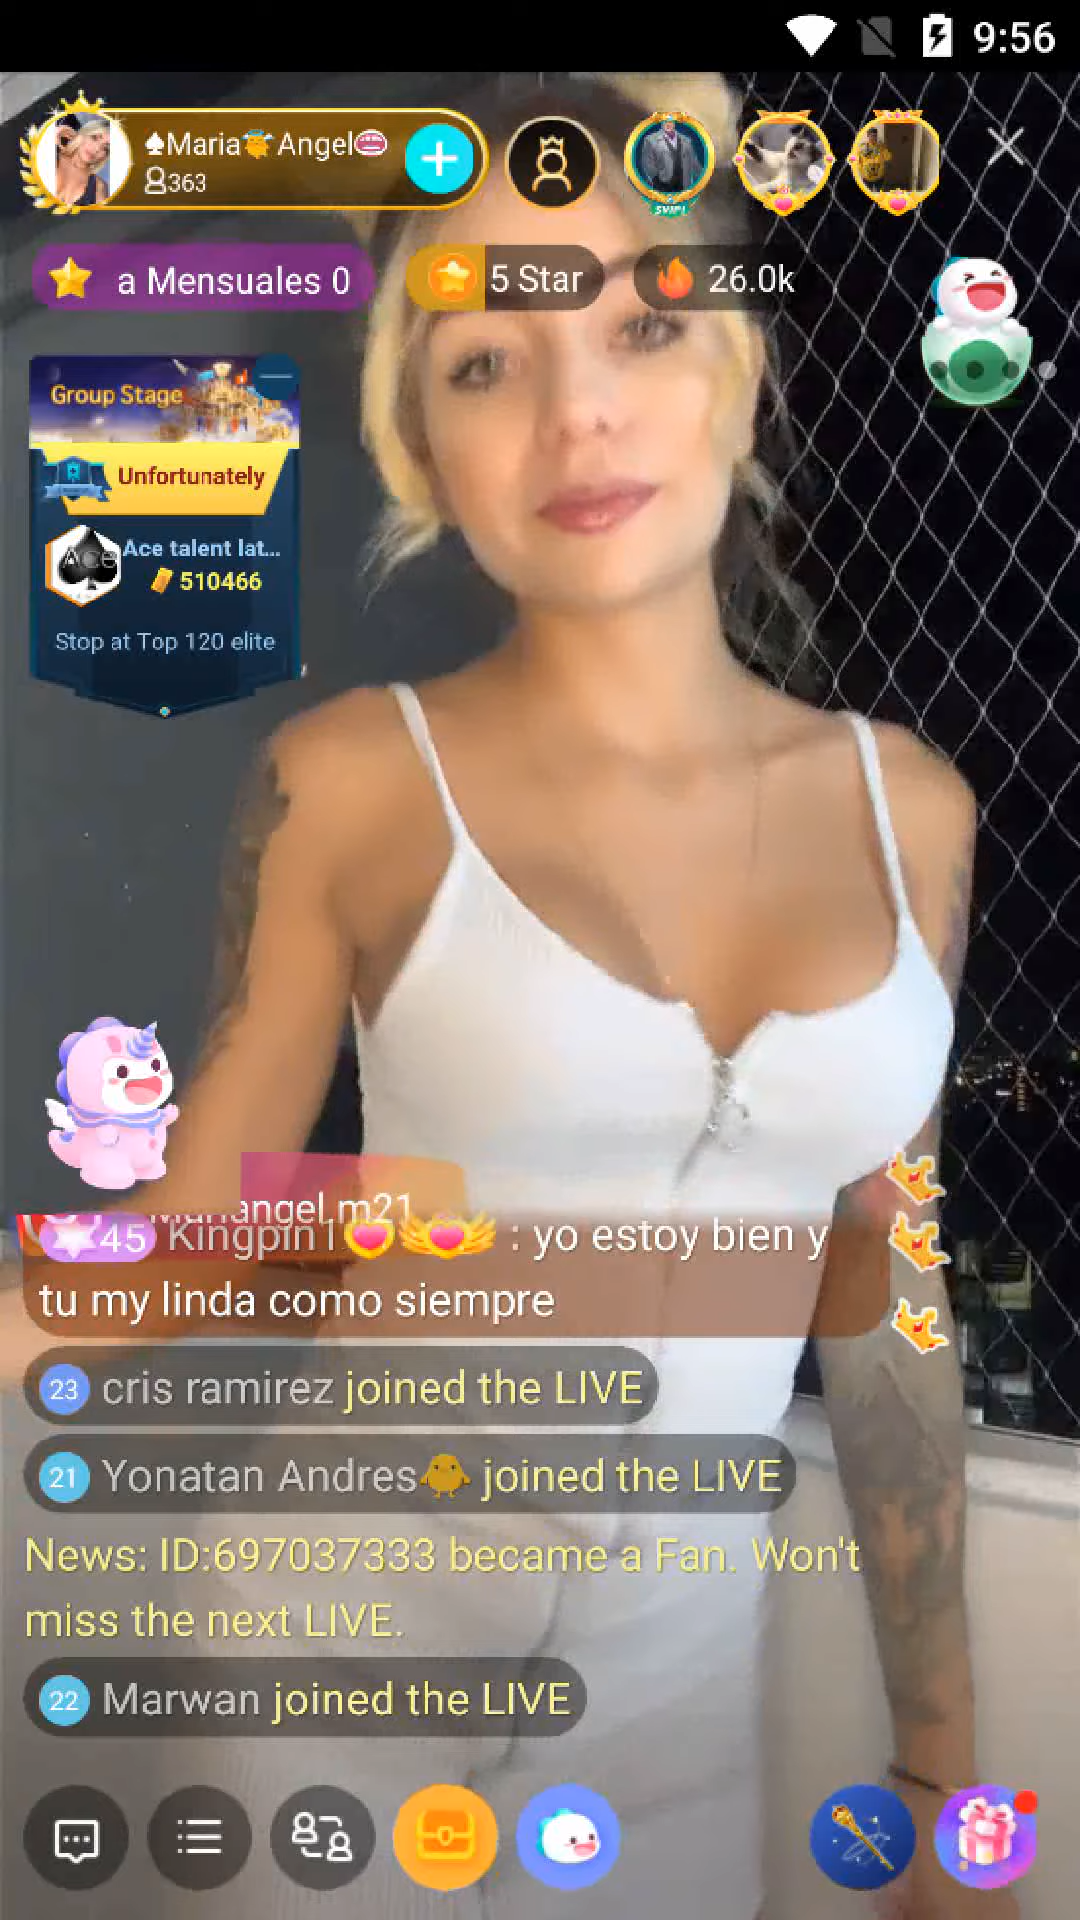 9:56
♠Maria Angel
363
SVIP1
a Mensuales 0
5 Star
26.0k
Group Stage
Unfortunately
Ace
Ace talent lat...
510466
Stop at Top 120 elite
angel.m21
45 Kingpin1 : yo estoy bien y
tu my linda como siempre
23 cris ramirez joined the LIVE
21 Yonatan Andres joined the LIVE
News: ID:697037333 became a Fan. Won't
miss the next LIVE.
22 Marwan joined the LIVE